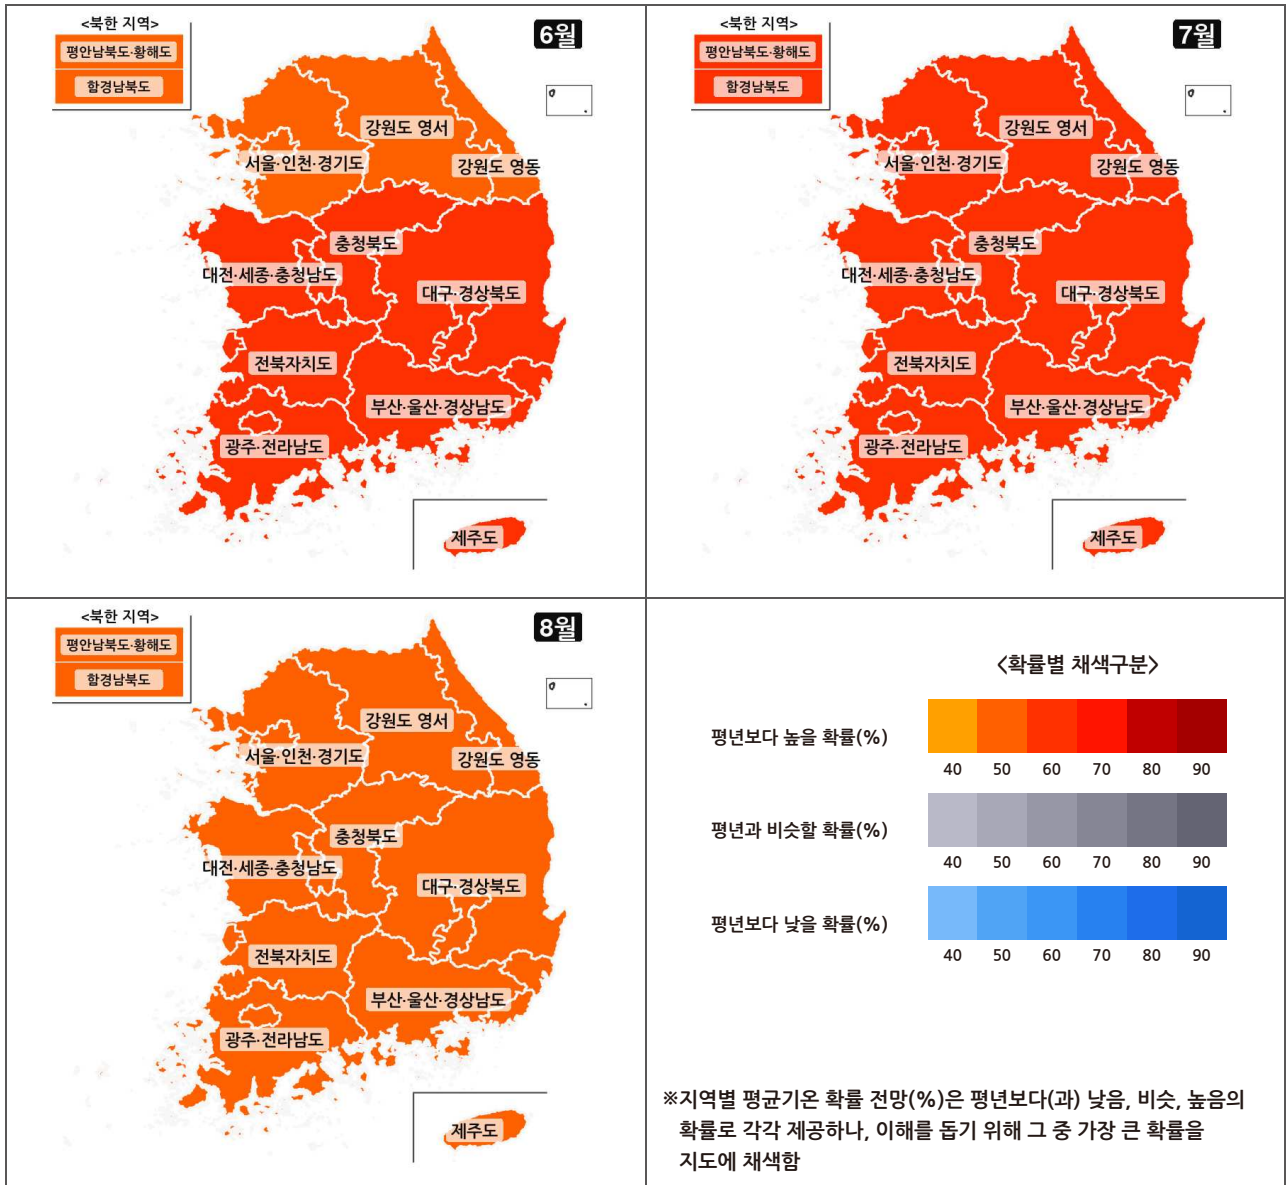 <북한 지역>
평안남북도·황해도
함경남북도
6월
강원도 영서
서울·인천·경기도
강원도 영동
충청북도
대전·세종·충청남도
대구·경상북도
전북자치도
부산·울산·경상남도
광주·전라남도
제주도
<북한 지역>
평안남북도·황해도
함경남북도
7월
강원도 영서
서울·인천·경기도
강원도 영동
충청북도
대전·세종·충청남도
대구·경상북도
전북자치도
부산·울산·경상남도
광주·전라남도
제주도
<북한 지역>
평안남북도·황해도
함경남북도
8월
강원도 영서
서울·인천·경기도
강원도 영동
충청북도
대전·세종·충청남도
대구·경상북도
전북자치도
부산·울산·경상남도
광주·전라남도
제주도
<확률별 채색구분>
평년보다 높을 확률(%)
40 50 60 70 80 90
평년과 비슷할 확률(%)
40 50 60 70 80 90
평년보다 낮을 확률(%)
40 50 60 70 80 90
※지역별 평균기온 확률 전망(%)은 평년보다(과) 낮음, 비슷, 높음의
확률로 각각 제공하나, 이해를 돕기 위해 그 중 가장 큰 확률을
지도에 채색함